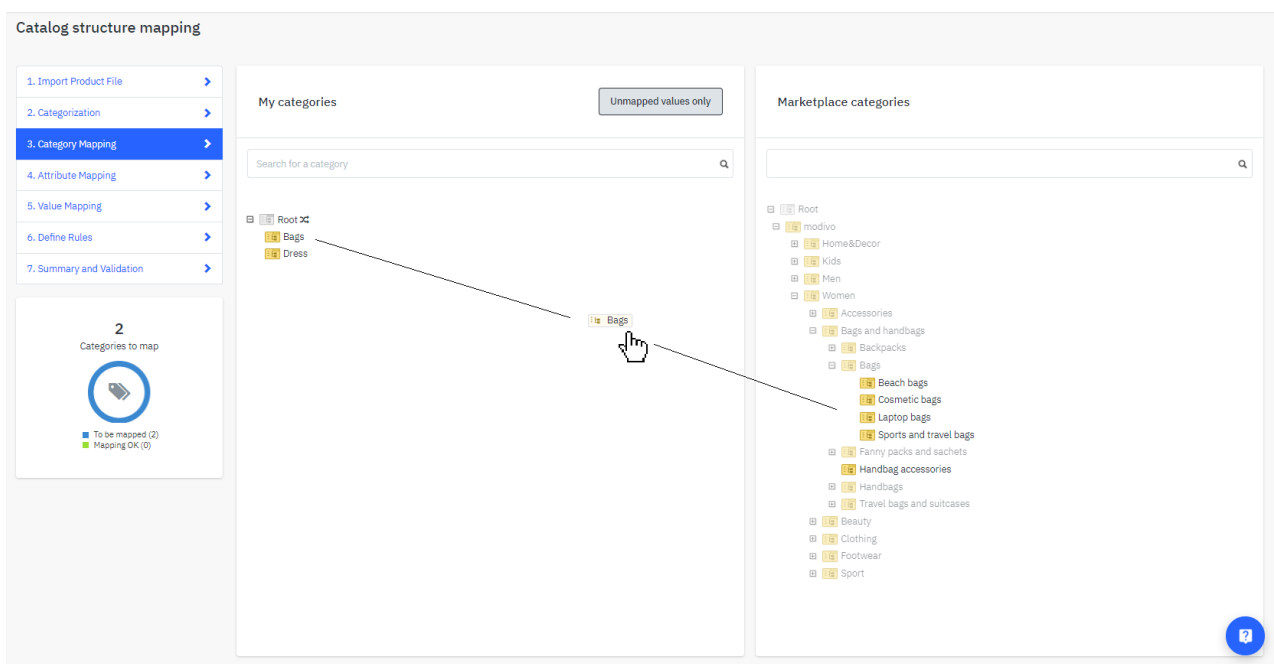 Catalog structure mapping
1. Import Product File
2. Categorization
3. Category Mapping
4. Attribute Mapping
5. Value Mapping
6. Define Rules
7. Summary and Validation
2
Categories to map
To be mapped (2)
Mapping OK (0)
My categories
Unmapped values only
Search for a category
Root
Bags
Dress
Bags
Marketplace categories
Root
modivo
Home&Decor
Kids
Men
Women
Accessories
Bags and handbags
Backpacks
Bags
Beach bags
Cosmetic bags
Laptop bags
Sports and travel bags
Fanny packs and sachets
Handbag accessories
Handbags
Travel bags and suitcases
Beauty
Clothing
Footwear
Sport
?